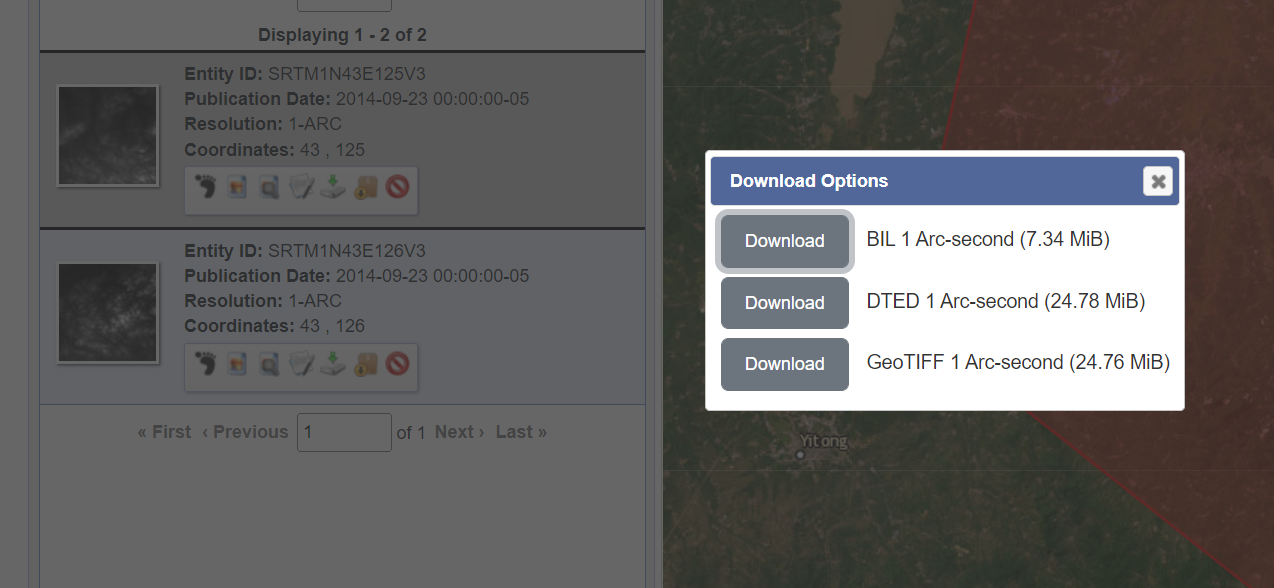 Displaying 1 - 2 of 2
Entity ID: SRTM1N43E125V3
Publication Date: 2014-09-23 00:00:00-05
Resolution: 1-ARC
Coordinates: 43 , 125
Entity ID: SRTM1N43E126V3
Publication Date: 2014-09-23 00:00:00-05
Resolution: 1-ARC
Coordinates: 43 , 126
« First ‹ Previous 1 of 1 Next › Last »
Download Options
Download BIL 1 Arc-second (7.34 MiB)
Download DTED 1 Arc-second (24.78 MiB)
Download GeoTIFF 1 Arc-second (24.76 MiB)
Yitong